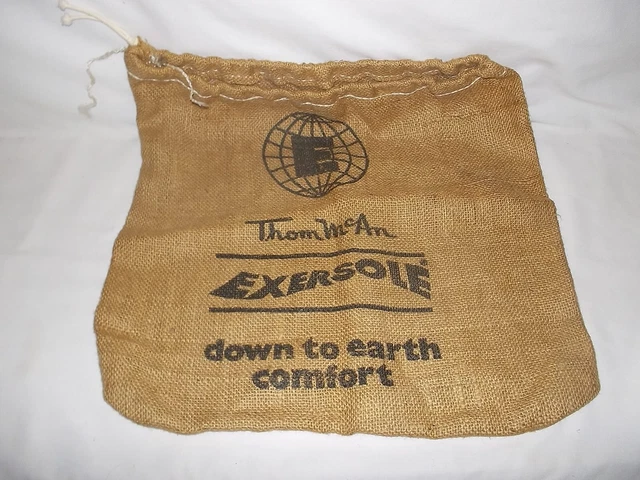 E
Thom McAn
EXERSOLE®
down to earth
comfort